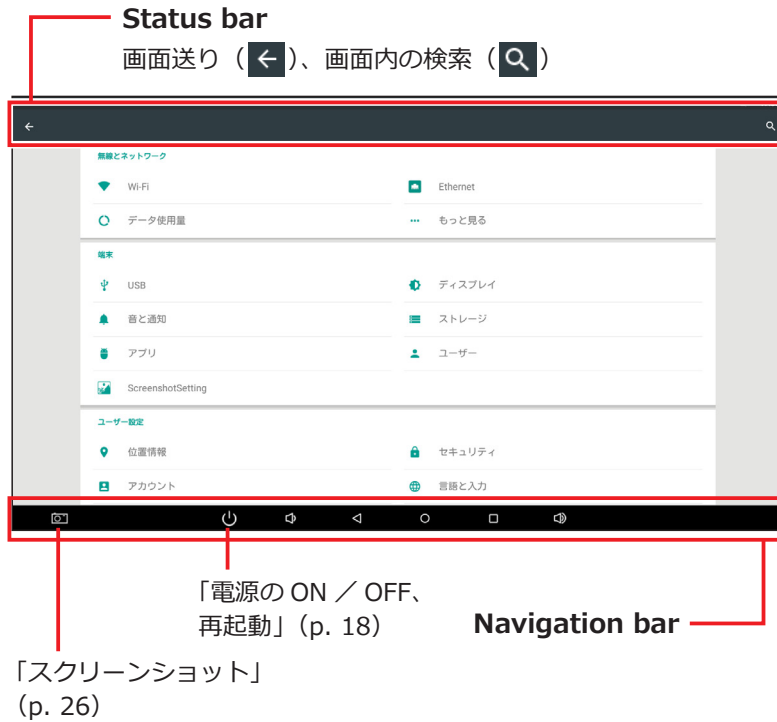 Status bar
画面送り（ ）、画面内の検索（ ）
無線とネットワーク
Wi-Fi
Ethernet
データ使用量
もっと見る
端末
USB
ディスプレイ
音と通知
ストレージ
アプリ
ユーザー
ScreenshotSetting
ユーザー設定
位置情報
セキュリティ
アカウント
言語と入力
「電源の ON ／ OFF、
再起動」（p. 18）
Navigation bar
「スクリーンショット」
（p. 26）